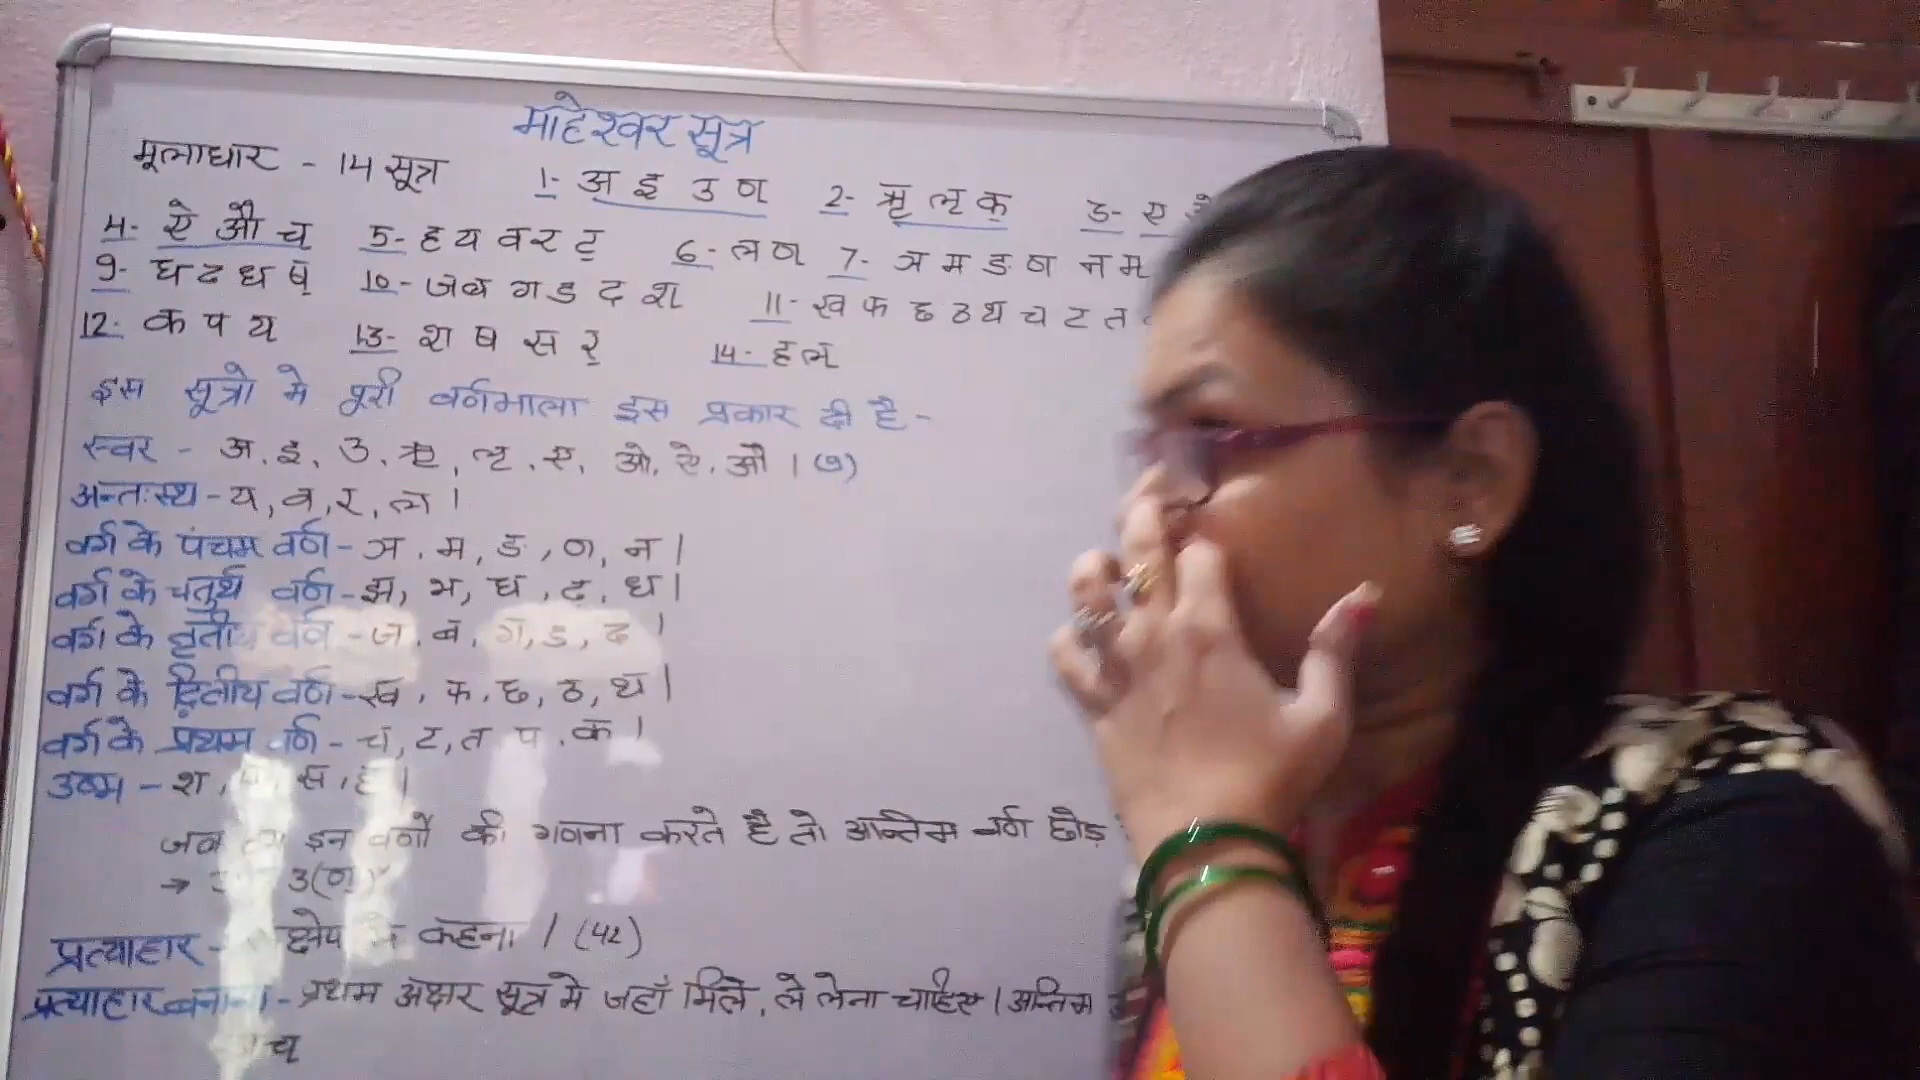 माहेश्वर सूत्र
मूलाधार - 14 सूत्र 1- अ इ उ ण 2- ऋ लृ क् 3- ए
4- ऐ औ च् 5- ह य व र ट् 6- ल ण 7- ञ म ङ ण न म
9- घ ढ ध ष् 10- ज ब ग ड द श 11- ख फ छ ठ थ च ट त
12- क प य 13- श ष स र् 14- ह ल
इस सूत्रो मे पूरी वर्णमाला इस प्रकार दी है -
स्वर - अ, इ, उ, ऋ, लृ, ए, ओ, ऐ, औ । (9)
अन्तःस्थ - य, व, र, ल ।
वर्ग के पंचम वर्ण - ञ, म, ङ, ण, न ।
वर्ग के चतुर्थ वर्ण - झ, भ, घ, ढ, ध ।
वर्ग के तृतीय वर्ण - ज, ब, ग, ड, द ।
वर्ग के द्वितीय वर्ण - ख, फ, छ, ठ, थ ।
वर्ग के प्रथम वर्ण - च, ट, त प, क ।
उष्म - श, स, ह ।
जब इन वर्णो की गणना करते है तो अन्तिम वर्ण छोड़
→ उ(ण)
प्रत्याहार - कहना । (42)
प्रत्याहार बनाना - प्रथम अक्षर सूत्र मे जहाँ मिले, ले लेना चाहिए । अन्तिम
च्